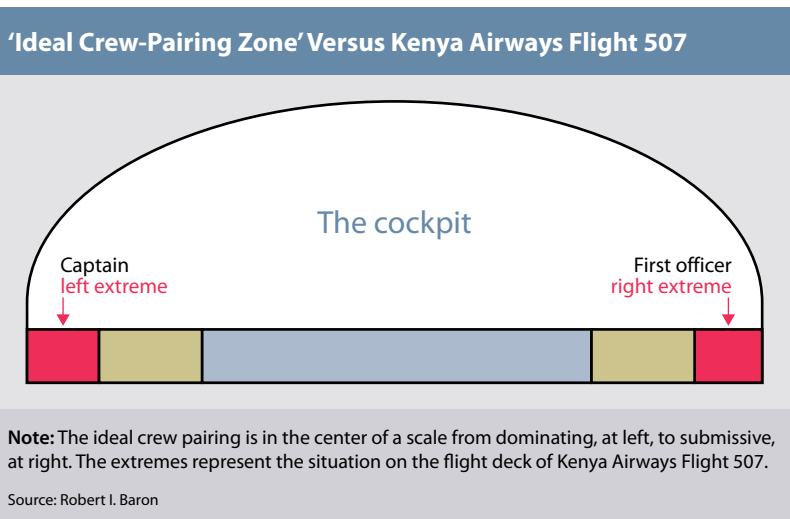 ‘Ideal Crew-Pairing Zone’ Versus Kenya Airways Flight 507
The cockpit
Captain
left extreme
First officer
right extreme
Note: The ideal crew pairing is in the center of a scale from dominating, at left, to submissive,
at right. The extremes represent the situation on the flight deck of Kenya Airways Flight 507.
Source: Robert I. Baron